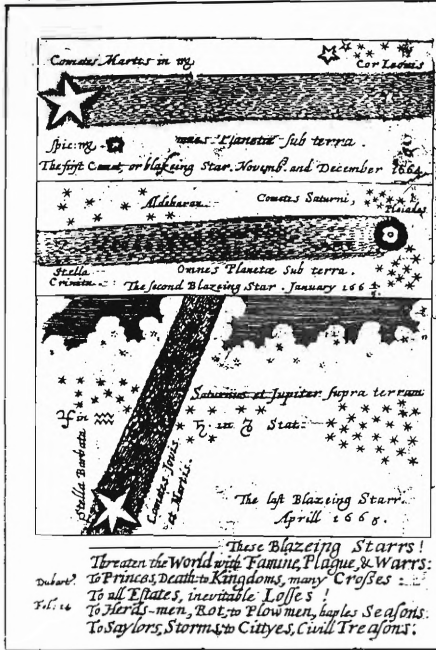 Cometes Martis in ♍
Cor Leonis
Spic: ♍
omnes Planetæ sub terra.
The first Comet, or blazeing Star. Novemb. and December 1664
Aldebaran
Cometes Saturni,
Pleiades
Stella
Crinita
Omnes Planetæ Sub terra.
The second Blazeing Star. January 166
Saturnus et Jupiter supra terram
♃ in ♒
♄ in ♑ Stat:
Stella Barbata
Cometes Jovis
et Martis.
The last Blazeing Starr.
Aprill 1665.
These Blazeing Starrs!
Threaten the World with Famine, Plague, & Warrs:
To Princes, Death: to Kingdoms, many Crosses:
To all Estates, inevitable Losses!
To Herds-men, Rot; to Plowmen, haples Seasons:
To Saylors, Storms; to Cittyes, Civill Treasons.
Dubart.
Fol: 14